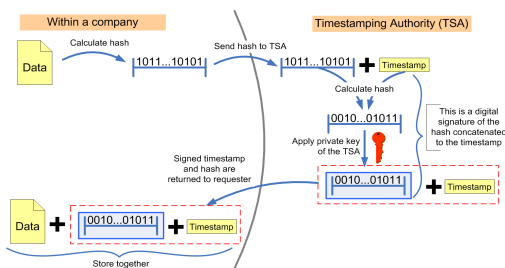 Within a company
Timestamping Authority (TSA)
Data
Calculate hash
1011...10101
Send hash to TSA
1011...10101
Timestamp
Calculate hash
0010...01011
This is a digital
signature of the
hash concatenated
to the timestamp
Apply private key
of the TSA
0010...01011
Timestamp
Signed timestamp
and hash are
returned to requester
Data
0010...01011
Timestamp
Store together